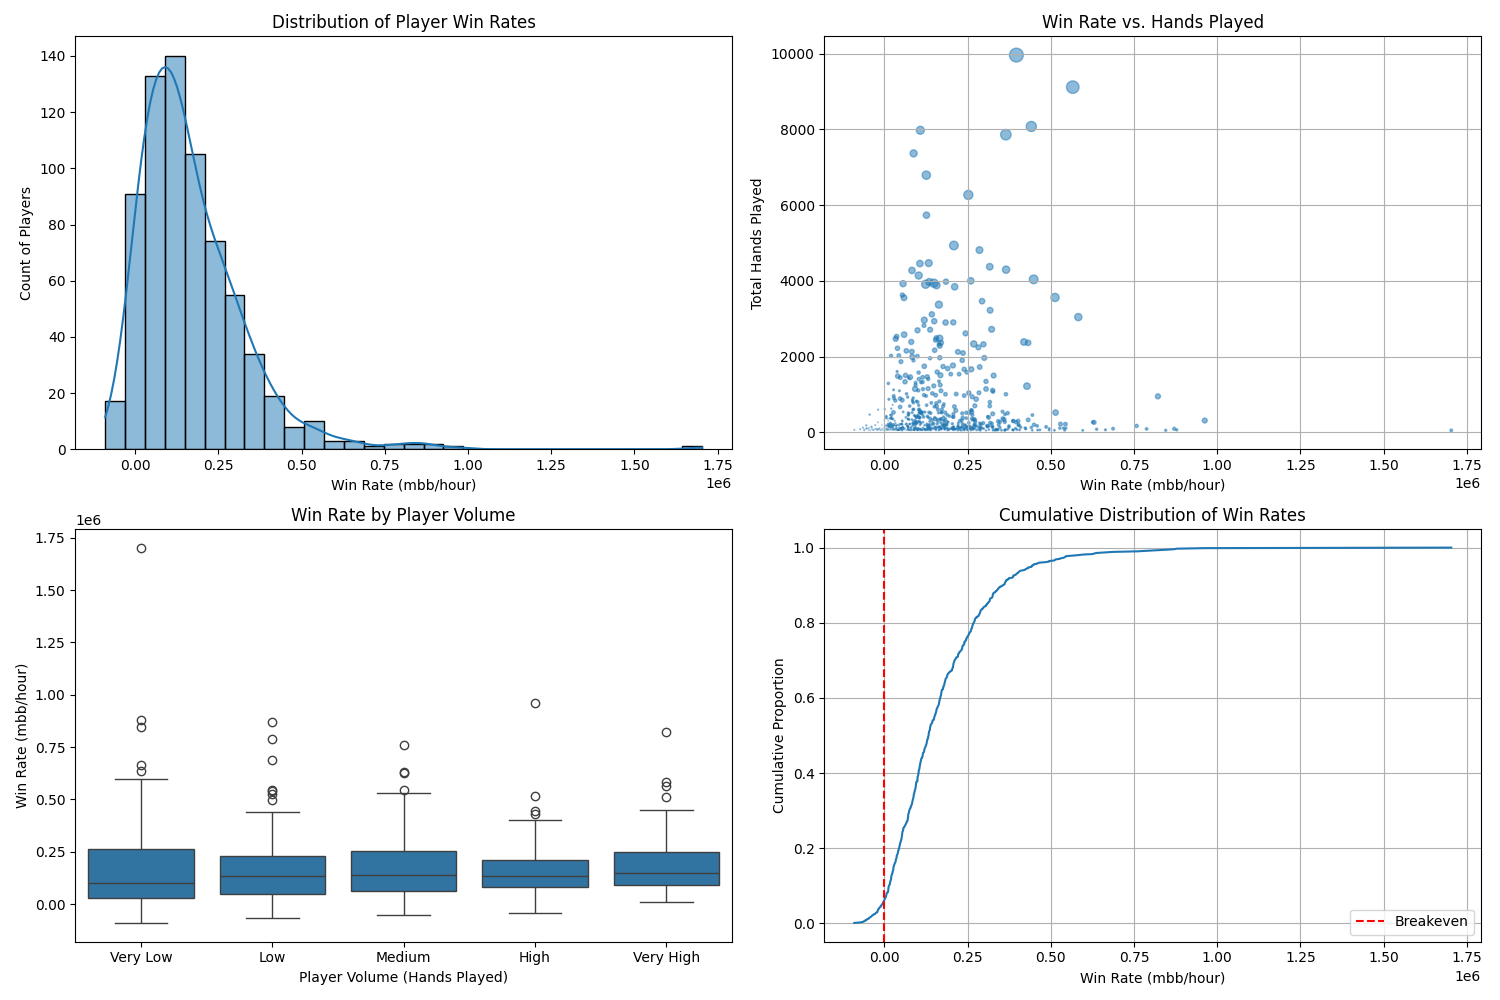 Distribution of Player Win Rates
Count of Players
140
120
100
80
60
40
20
0
0.00 0.25 0.50 0.75 1.00 1.25 1.50 1.75
1e6
Win Rate (mbb/hour)
Win Rate vs. Hands Played
Total Hands Played
10000
8000
6000
4000
2000
0
0.00 0.25 0.50 0.75 1.00 1.25 1.50 1.75
1e6
Win Rate (mbb/hour)
Win Rate by Player Volume
1e6
Win Rate (mbb/hour)
1.75
1.50
1.25
1.00
0.75
0.50
0.25
0.00
Very Low Low Medium High Very High
Player Volume (Hands Played)
Cumulative Distribution of Win Rates
Cumulative Proportion
1.0
0.8
0.6
0.4
0.2
0.0
Breakeven
0.00 0.25 0.50 0.75 1.00 1.25 1.50 1.75
1e6
Win Rate (mbb/hour)